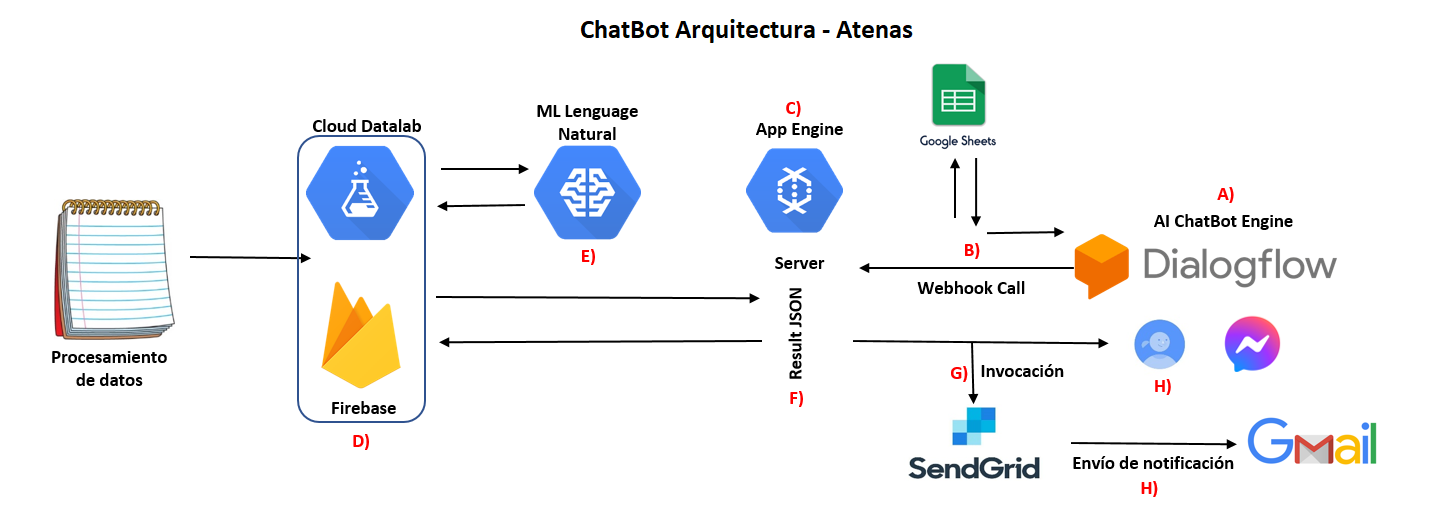 ChatBot Arquitectura - Atenas
Procesamiento
de datos
Cloud Datalab
Firebase
D)
ML Lenguage
Natural
E)
C)
App Engine
Server
Result JSON
F)
Google Sheets
B)
Webhook Call
A)
AI ChatBot Engine
Dialogflow
H)
G)
Invocación
SendGrid
Envío de notificación
H)
Gmail